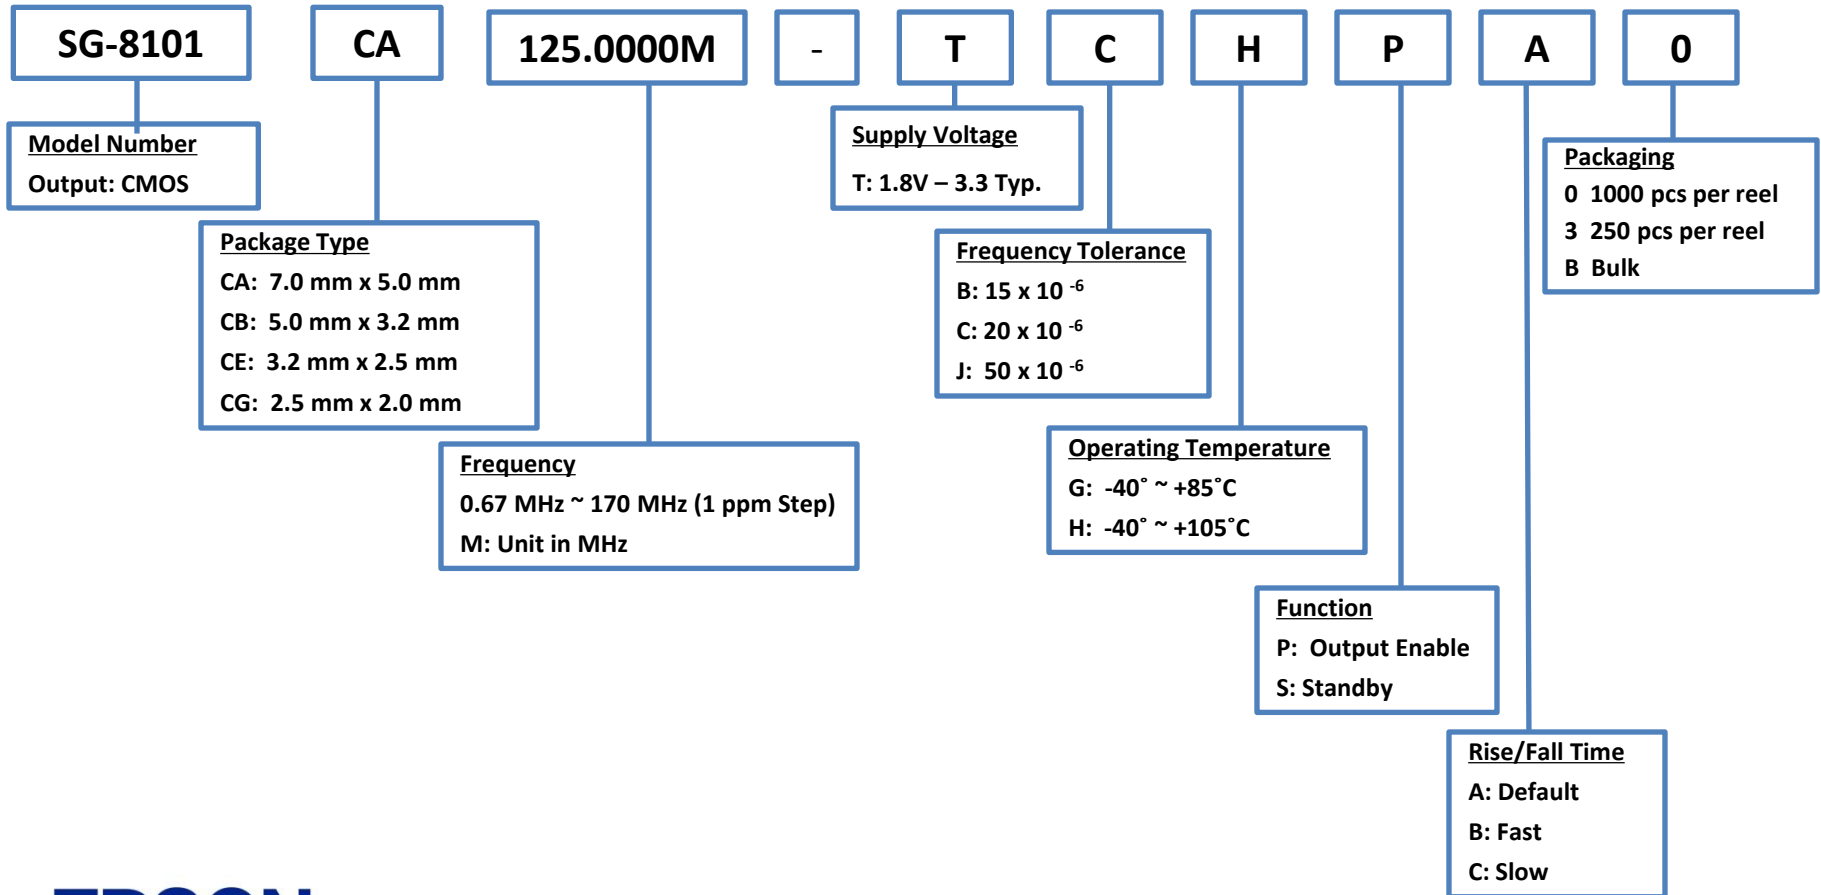 SG-8101 CA 125.0000M - T C H P A 0
Model Number
Output: CMOS
Package Type
CA: 7.0 mm x 5.0 mm
CB: 5.0 mm x 3.2 mm
CE: 3.2 mm x 2.5 mm
CG: 2.5 mm x 2.0 mm
Frequency
0.67 MHz ~ 170 MHz (1 ppm Step)
M: Unit in MHz
Supply Voltage
T: 1.8V – 3.3 Typ.
Frequency Tolerance
B: 15 x 10 -6
C: 20 x 10 -6
J: 50 x 10 -6
Operating Temperature
G: -40˚ ~ +85˚C
H: -40˚ ~ +105˚C
Function
P: Output Enable
S: Standby
Rise/Fall Time
A: Default
B: Fast
C: Slow
Packaging
0 1000 pcs per reel
3 250 pcs per reel
B Bulk
EPSON